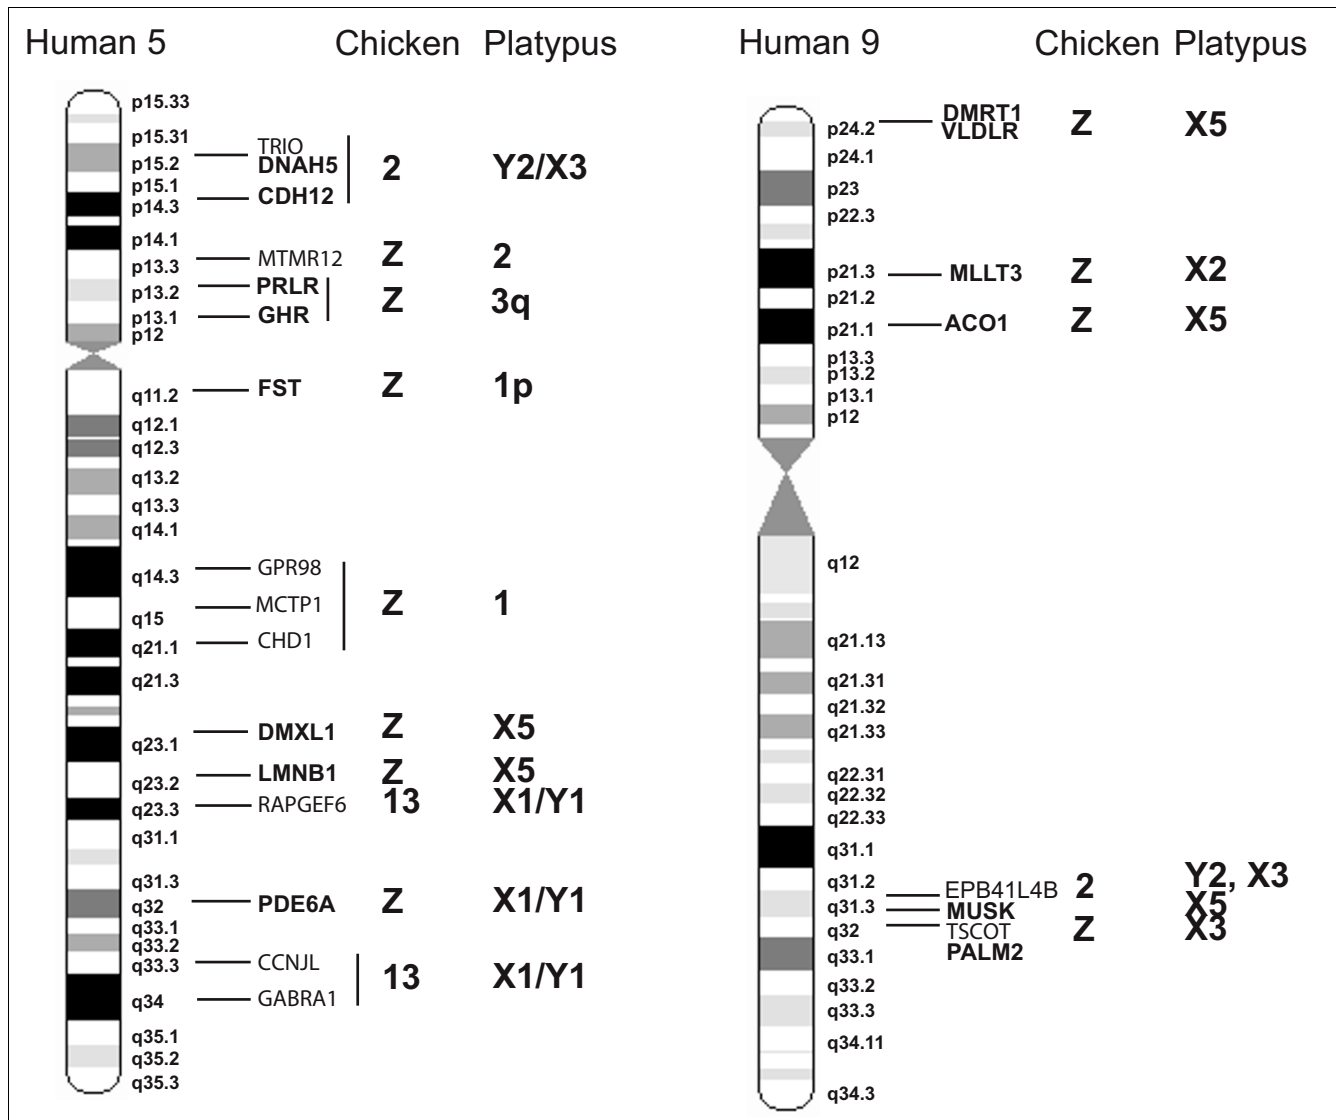 Human 5 Chicken Platypus
p15.33
p15.31
TRIO
p15.2 DNAH5 2 Y2/X3
p15.1
p14.3 CDH12
p14.1
p13.3 MTMR12 Z 2
p13.2 PRLR
Z 3q
p13.1 GHR
p12
q11.2 FST Z 1p
q12.1
q12.3
q13.2
q13.3
q14.1
q14.3 GPR98
q15 MCTP1 Z 1
q21.1 CHD1
q21.3
q23.1 DMXL1 Z X5
q23.2 LMNB1 Z X5
q23.3 RAPGEF6 13 X1/Y1
q31.1
q31.3
q32 PDE6A Z X1/Y1
q33.1
q33.2
q33.3 CCNJL
13 X1/Y1
q34 GABRA1
q35.1
q35.2
q35.3
Human 9 Chicken Platypus
DMRT1
p24.2 VLDLR Z X5
p24.1
p23
p22.3
p21.3 MLLT3 Z X2
p21.2
p21.1 ACO1 Z X5
p13.3
p13.2
p13.1
p12
q12
q21.13
q21.31
q21.32
q21.33
q22.31
q22.32
q22.33
q31.1
q31.2 EPB41L4B 2 Y2, X3
q31.3 MUSK X5
q32 TSCOT Z X3
q33.1 PALM2
q33.2
q33.3
q34.11
q34.3